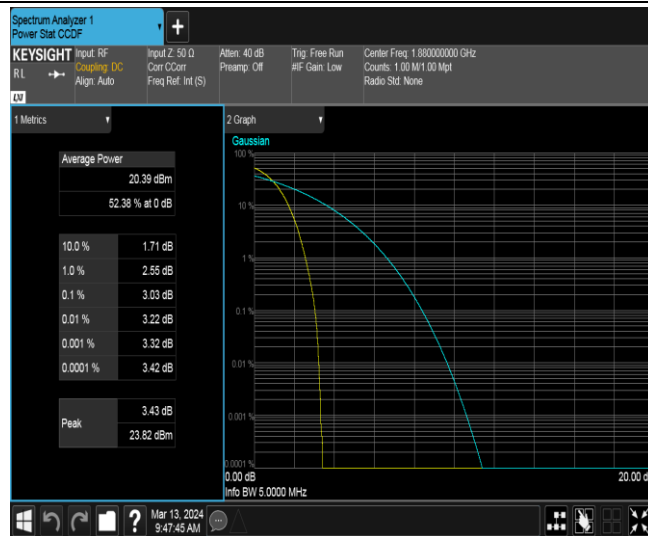 Spectrum Analyzer 1
Power Stat CCDF
KEYSIGHT
RL
LXI
Input: RF
Coupling: DC
Align: Auto
Input Z: 50 Ω
Corr CCorr
Freq Ref: Int (S)
Atten: 40 dB
Preamp: Off
Trig: Free Run
#IF Gain: Low
Center Freq: 1.880000000 GHz
Counts: 1.00 M/1.00 Mpt
Radio Std: None
1 Metrics
Average Power
20.39 dBm
52.38 % at 0 dB
10.0 % 1.71 dB
1.0 % 2.55 dB
0.1 % 3.03 dB
0.01 % 3.22 dB
0.001 % 3.32 dB
0.0001 % 3.42 dB
Peak
3.43 dB
23.82 dBm
2 Graph
Gaussian
100 %
10 %
1 %
0.1 %
0.01 %
0.001 %
0.0001 %
0.00 dB
20.00 d
Info BW 5.0000 MHz
?
Mar 13, 2024
9:47:45 AM